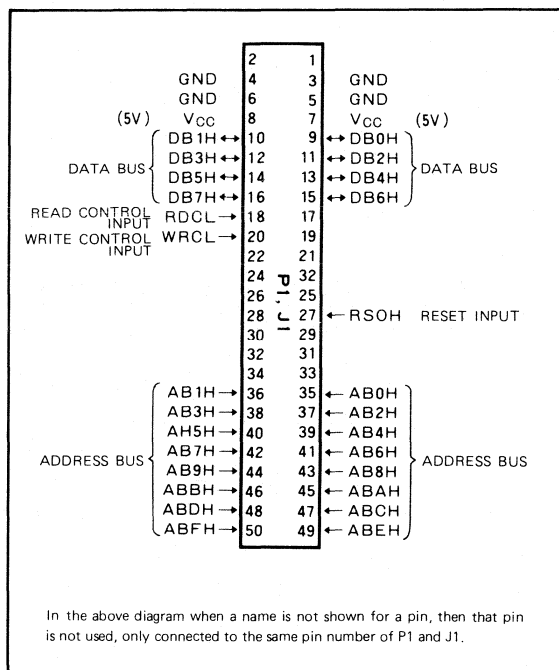 2 1
GND 4 3 GND
GND 6 5 GND
(5V) VCC 8 7 VCC (5V)
DB1H ↔ 10 9 ↔ DB0H
DB3H ↔ 12 11 ↔ DB2H
DATA BUS DB5H ↔ 14 13 ↔ DB4H DATA BUS
DB7H ↔ 16 15 ↔ DB6H
READ CONTROL INPUT RDCL → 18 17
WRITE CONTROL INPUT WRCL → 20 19
22 21
24 32
26 25
P1, J1
28 27 ← RSOH RESET INPUT
30 29
32 31
34 33
AB1H → 36 35 ← AB0H
AB3H → 38 37 ← AB2H
AH5H → 40 39 ← AB4H
ADDRESS BUS AB7H → 42 41 ← AB6H ADDRESS BUS
AB9H → 44 43 ← AB8H
ABBH → 46 45 ← ABAH
ABDH → 48 47 ← ABCH
ABFH → 50 49 ← ABEH
In the above diagram when a name is not shown for a pin, then that pin
is not used, only connected to the same pin number of P1 and J1.